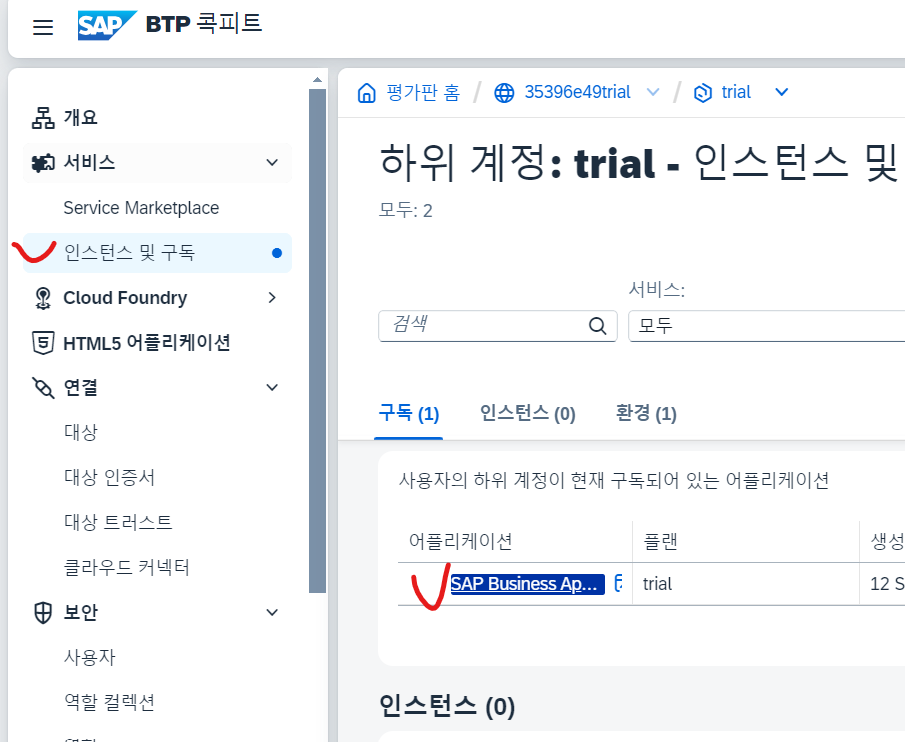 SAP BTP 콕피트
개요
서비스
Service Marketplace
인스턴스 및 구독
Cloud Foundry
HTML5 어플리케이션
연결
대상
대상 인증서
대상 트러스트
클라우드 커넥터
보안
사용자
역할 컬렉션
평가판 홈 / 35396e49trial / trial
하위 계정: trial - 인스턴스 및
모두: 2
서비스:
검색
모두
구독 (1) 인스턴스 (0) 환경 (1)
사용자의 하위 계정이 현재 구독되어 있는 어플리케이션
어플리케이션 플랜 생성
SAP Business Ap... trial 12 S
인스턴스 (0)